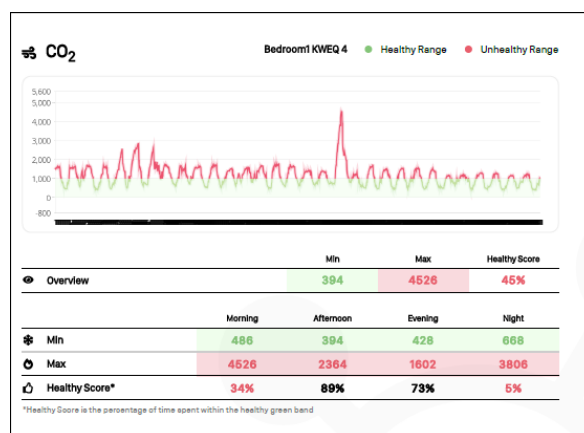 CO2
Bedroom1 KWEQ 4 Healthy Range Unhealthy Range
5,600
5,000
4,000
3,000
2,000
1,000
0
-800
Min Max Healthy Score
Overview 394 4526 45%
Morning Afternoon Evening Night
Min 486 394 428 668
Max 4526 2364 1602 3806
Healthy Score* 34% 89% 73% 5%
*Healthy Score is the percentage of time spent within the healthy green band